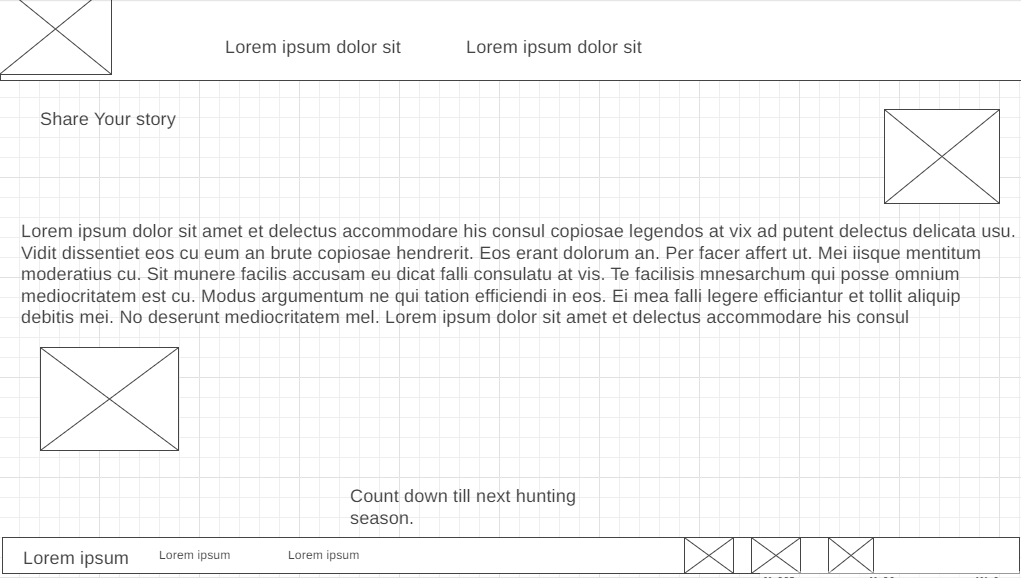 Lorem ipsum dolor sit
Lorem ipsum dolor sit
Share Your story
Lorem ipsum dolor sit amet et delectus accommodare his consul copiosae legendos at vix ad putent delectus delicata usu.
Vidit dissentiet eos cu eum an brute copiosae hendrerit. Eos erant dolorum an. Per facer affert ut. Mei iisque mentitum
moderatius cu. Sit munere facilis accusam eu dicat falli consulatu at vis. Te facilisis mnesarchum qui posse omnium
mediocritatem est cu. Modus argumentum ne qui tation efficiendi in eos. Ei mea falli legere efficiantur et tollit aliquip
debitis mei. No deserunt mediocritatem mel. Lorem ipsum dolor sit amet et delectus accommodare his consul
Count down till next hunting
season.
Lorem ipsum
Lorem ipsum
Lorem ipsum